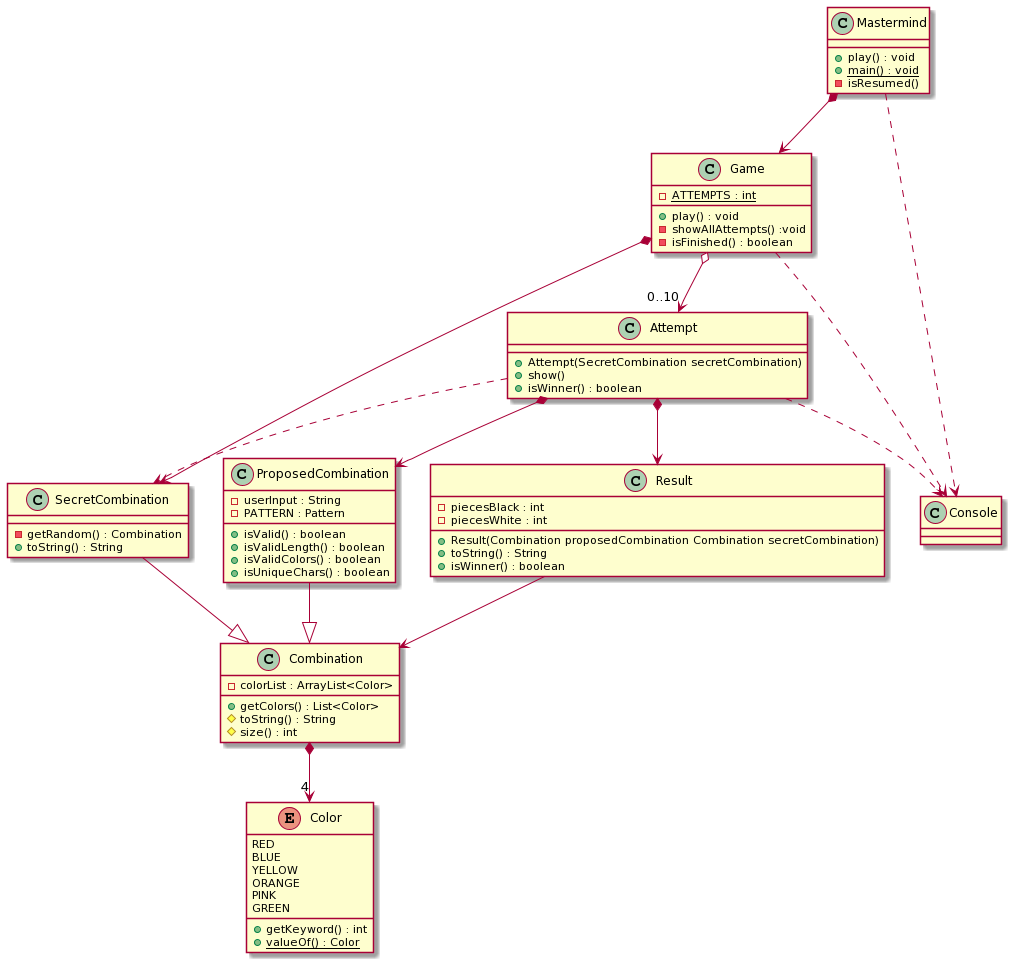 C Mastermind
play() : void
main() : void
isResumed()
C Game
ATTEMPTS : int
play() : void
showAllAttempts() :void
isFinished() : boolean
0..10
C Attempt
Attempt(SecretCombination secretCombination)
show()
isWinner() : boolean
C SecretCombination
getRandom() : Combination
toString() : String
C ProposedCombination
userInput : String
PATTERN : Pattern
isValid() : boolean
isValidLength() : boolean
isValidColors() : boolean
isUniqueChars() : boolean
C Result
piecesBlack : int
piecesWhite : int
Result(Combination proposedCombination Combination secretCombination)
toString() : String
isWinner() : boolean
C Console
C Combination
colorList : ArrayList<Color>
getColors() : List<Color>
toString() : String
size() : int
4
E Color
RED
BLUE
YELLOW
ORANGE
PINK
GREEN
getKeyword() : int
valueOf() : Color